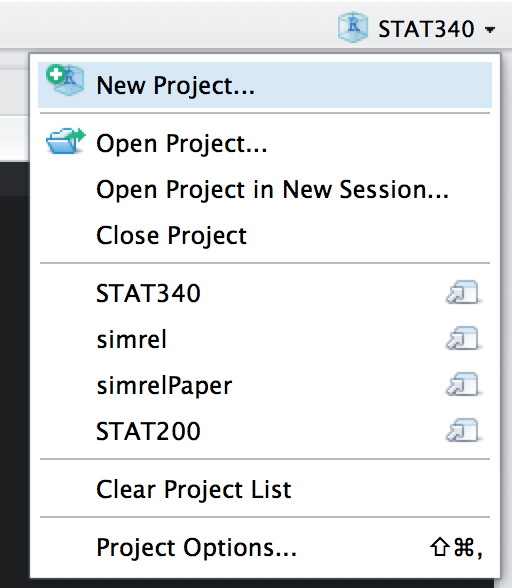 STAT340
New Project...
Open Project...
Open Project in New Session...
Close Project
STAT340
simrel
simrelPaper
STAT200
Clear Project List
Project Options... ⇧⌘,